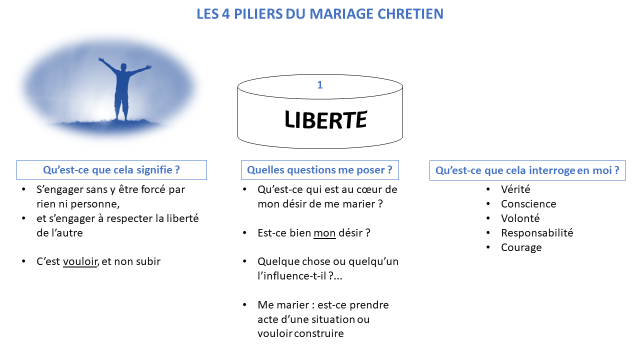 LES 4 PILIERS DU MARIAGE CHRETIEN
1
LIBERTE
Qu'est-ce que cela signifie ?
• S'engager sans y être forcé par
rien ni personne,
• et s'engager à respecter la liberté
de l'autre
• C'est vouloir, et non subir
Quelles questions me poser ?
• Qu'est-ce qui est au cœur de
mon désir de me marier ?
• Est-ce bien mon désir ?
• Quelque chose ou quelqu'un
l'influence-t-il ?...
• Me marier : est-ce prendre
acte d'une situation ou
vouloir construire
Qu'est-ce que cela interroge en moi ?
• Vérité
• Conscience
• Volonté
• Responsabilité
• Courage